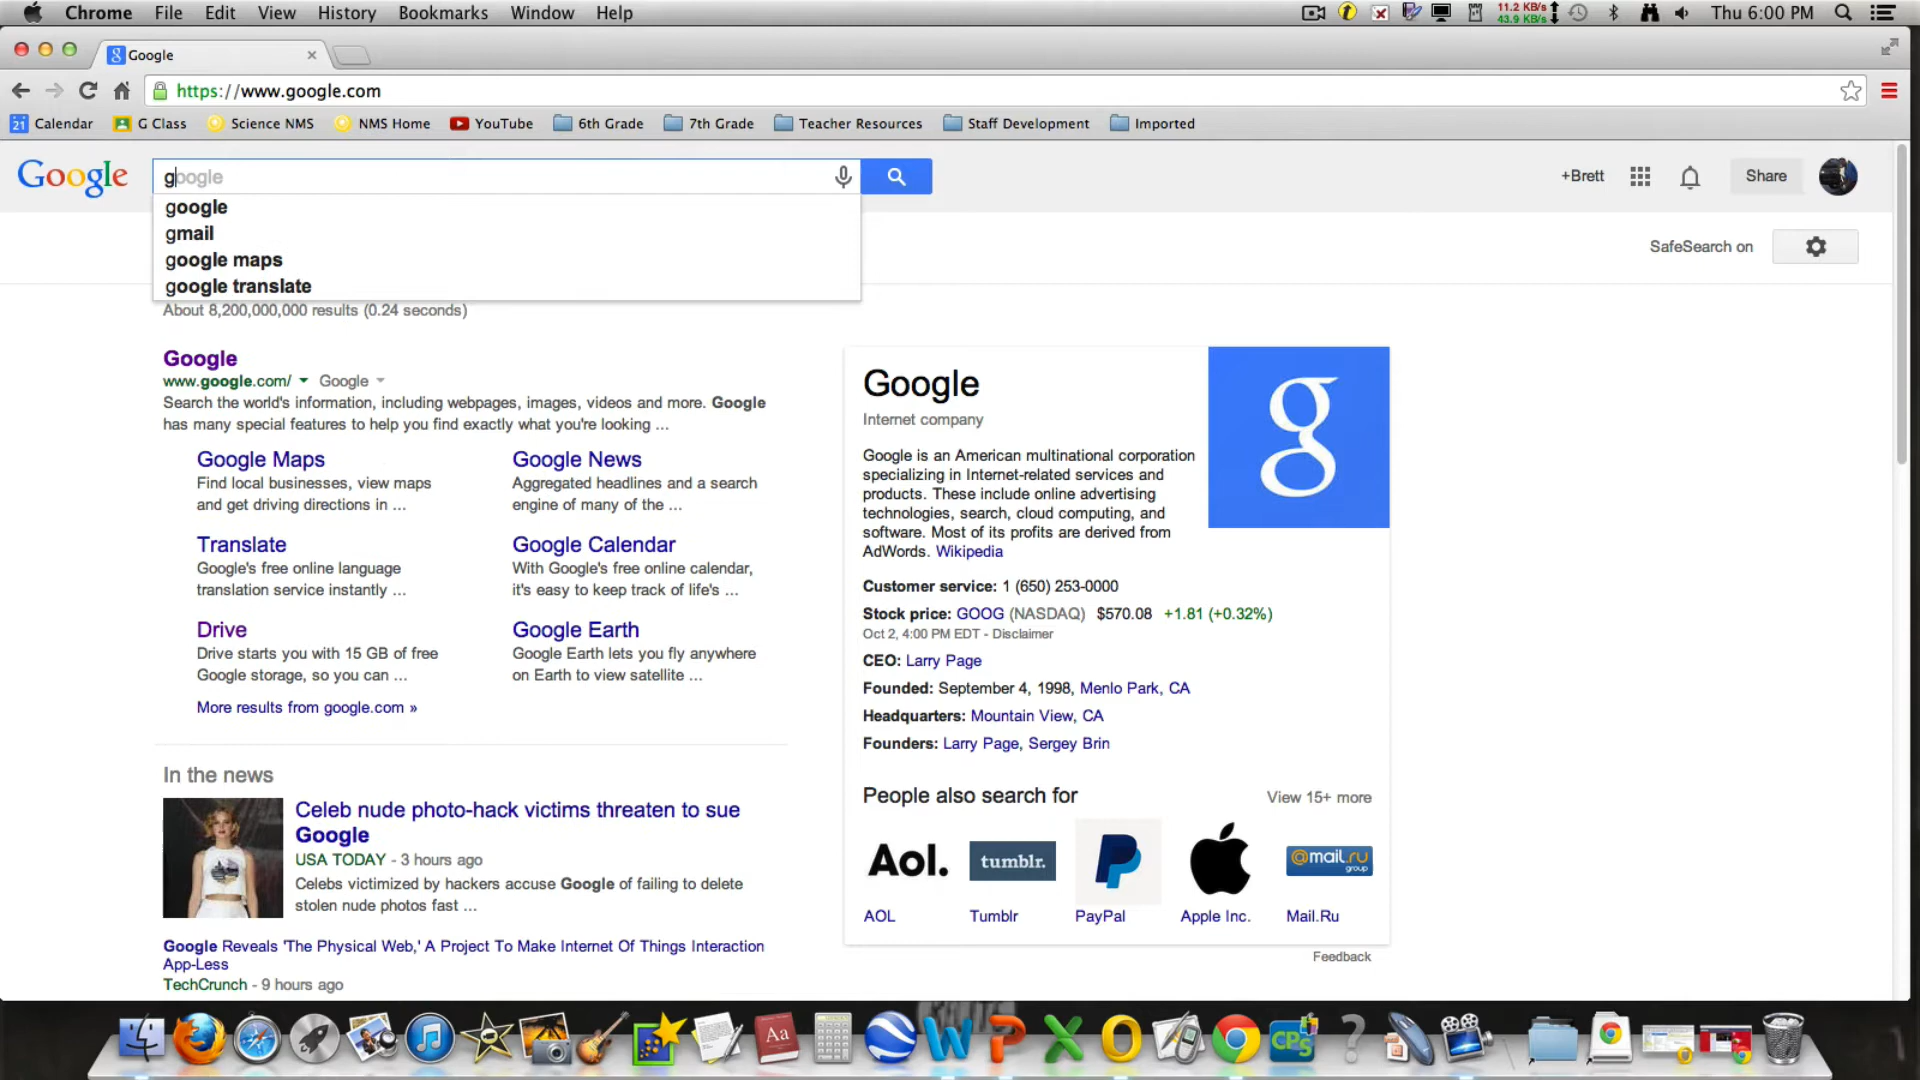 Chrome File Edit View History Bookmarks Window Help
11.2 KB/s
43.9 KB/s
Thu 6:00 PM
Google
https://www.google.com
21 Calendar G Class Science NMS NMS Home YouTube 6th Grade 7th Grade Teacher Resources Staff Development Imported
Google
google
+Brett
Share
google
gmail
google maps
google translate
SafeSearch on
About 8,200,000,000 results (0.24 seconds)
Google
www.google.com/ Google
Search the world's information, including webpages, images, videos and more. Google
has many special features to help you find exactly what you're looking ...
Google Maps
Find local businesses, view maps
and get driving directions in ...
Google News
Aggregated headlines and a search
engine of many of the ...
Translate
Google's free online language
translation service instantly ...
Google Calendar
With Google's free online calendar,
it's easy to keep track of life's ...
Drive
Drive starts you with 15 GB of free
Google storage, so you can ...
Google Earth
Google Earth lets you fly anywhere
on Earth to view satellite ...
More results from google.com »
In the news
Celeb nude photo-hack victims threaten to sue
Google
USA TODAY - 3 hours ago
Celebs victimized by hackers accuse Google of failing to delete
stolen nude photos fast ...
Google Reveals 'The Physical Web,' A Project To Make Internet Of Things Interaction
App-Less
TechCrunch - 9 hours ago
Google
Internet company
g
Google is an American multinational corporation
specializing in Internet-related services and
products. These include online advertising
technologies, search, cloud computing, and
software. Most of its profits are derived from
AdWords. Wikipedia
Customer service: 1 (650) 253-0000
Stock price: GOOG (NASDAQ) $570.08 +1.81 (+0.32%)
Oct 2, 4:00 PM EDT - Disclaimer
CEO: Larry Page
Founded: September 4, 1998, Menlo Park, CA
Headquarters: Mountain View, CA
Founders: Larry Page, Sergey Brin
People also search for
View 15+ more
Aol. tumblr. @mail.ru group
AOL Tumblr PayPal Apple Inc. Mail.Ru
Feedback
Aa W P X O CPS ?